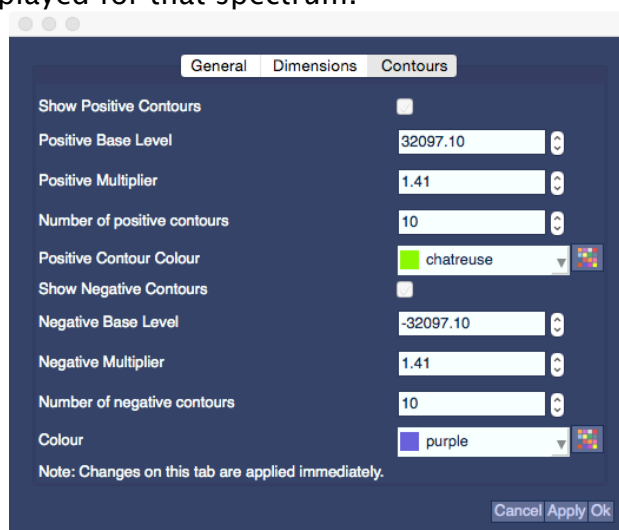 played for that spectrum.
General Dimensions Contours
Show Positive Contours
Positive Base Level 32097.10
Positive Multiplier 1.41
Number of positive contours 10
Positive Contour Colour chatreuse
Show Negative Contours
Negative Base Level -32097.10
Negative Multiplier 1.41
Number of negative contours 10
Colour purple
Note: Changes on this tab are applied immediately.
Cancel Apply Ok